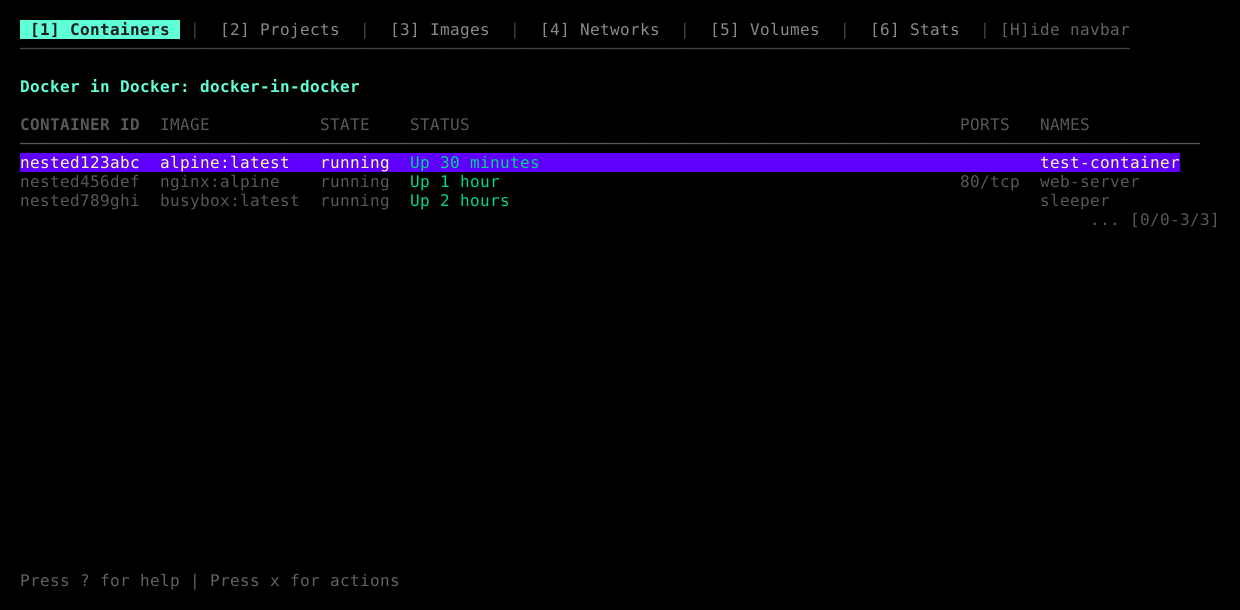 [1] Containers | [2] Projects | [3] Images | [4] Networks | [5] Volumes | [6] Stats | [H]ide navbar
Docker in Docker: docker-in-docker
CONTAINER ID IMAGE STATE STATUS PORTS NAMES
nested123abc alpine:latest running Up 30 minutes test-container
nested456def nginx:alpine running Up 1 hour 80/tcp web-server
nested789ghi busybox:latest running Up 2 hours sleeper
... [0/0-3/3]
Press ? for help | Press x for actions